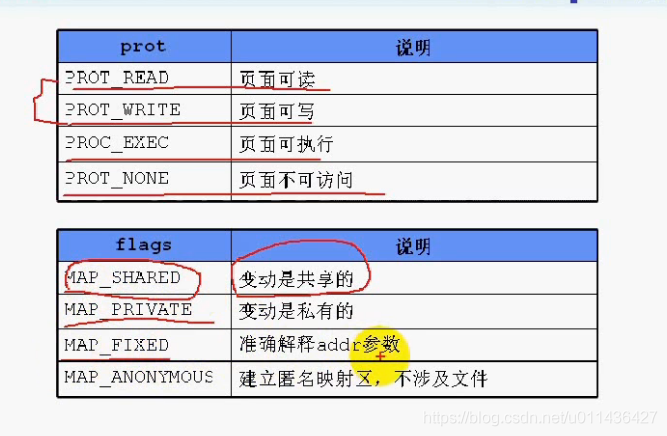 prot 说明
PROT_READ 页面可读
PROT_WRITE 页面可写
PROC_EXEC 页面可执行
PROT_NONE 页面不可访问
flags 说明
MAP_SHARED 变动是共享的
MAP_PRIVATE 变动是私有的
MAP_FIXED 准确解释addr参数
MAP_ANONYMOUS 建立匿名映射区，不涉及文件
https://blog.csdn.net/u011436427